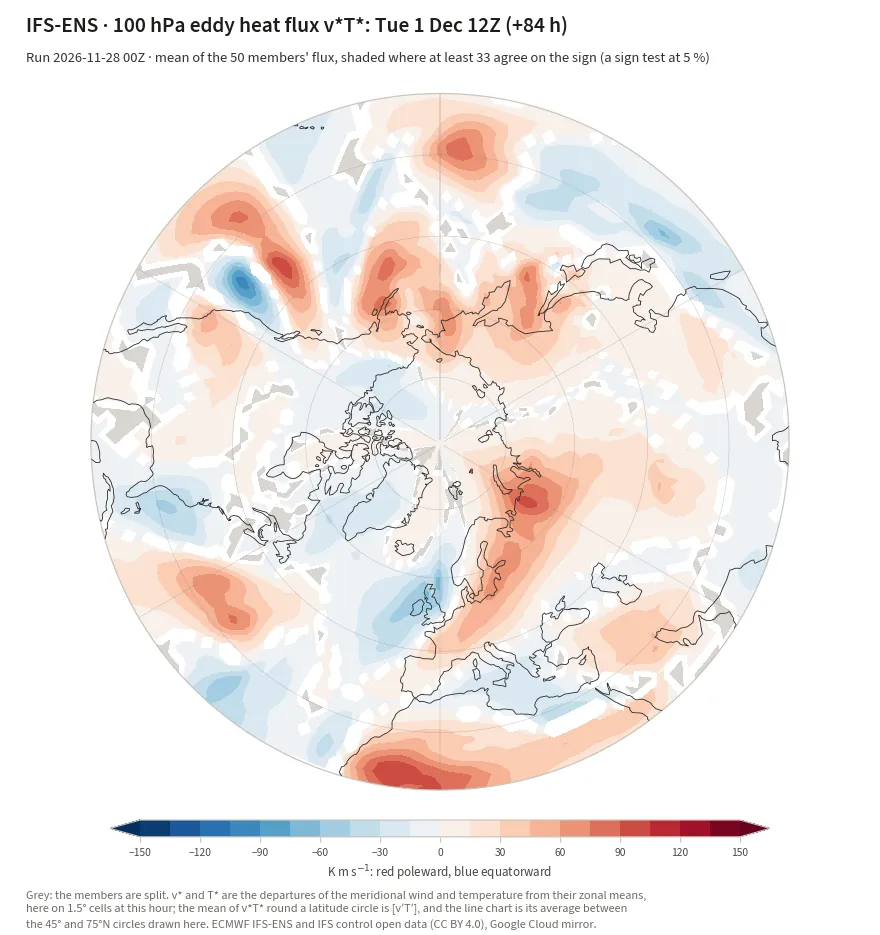 IFS-ENS · 100 hPa eddy heat flux v*T*: Tue 1 Dec 12Z (+84 h)
Run 2026-11-28 00Z · mean of the 50 members' flux, shaded where at least 33 agree on the sign (a sign test at 5 %)
−150 −120 −90 −60 −30 0 30 60 90 120 150
K m s⁻¹: red poleward, blue equatorward
Grey: the members are split. v* and T* are the departures of the meridional wind and temperature from their zonal means,
here on 1.5° cells at this hour; the mean of v*T* round a latitude circle is [v′T′], and the line chart is its average between
the 45° and 75°N circles drawn here. ECMWF IFS-ENS and IFS control open data (CC BY 4.0), Google Cloud mirror.